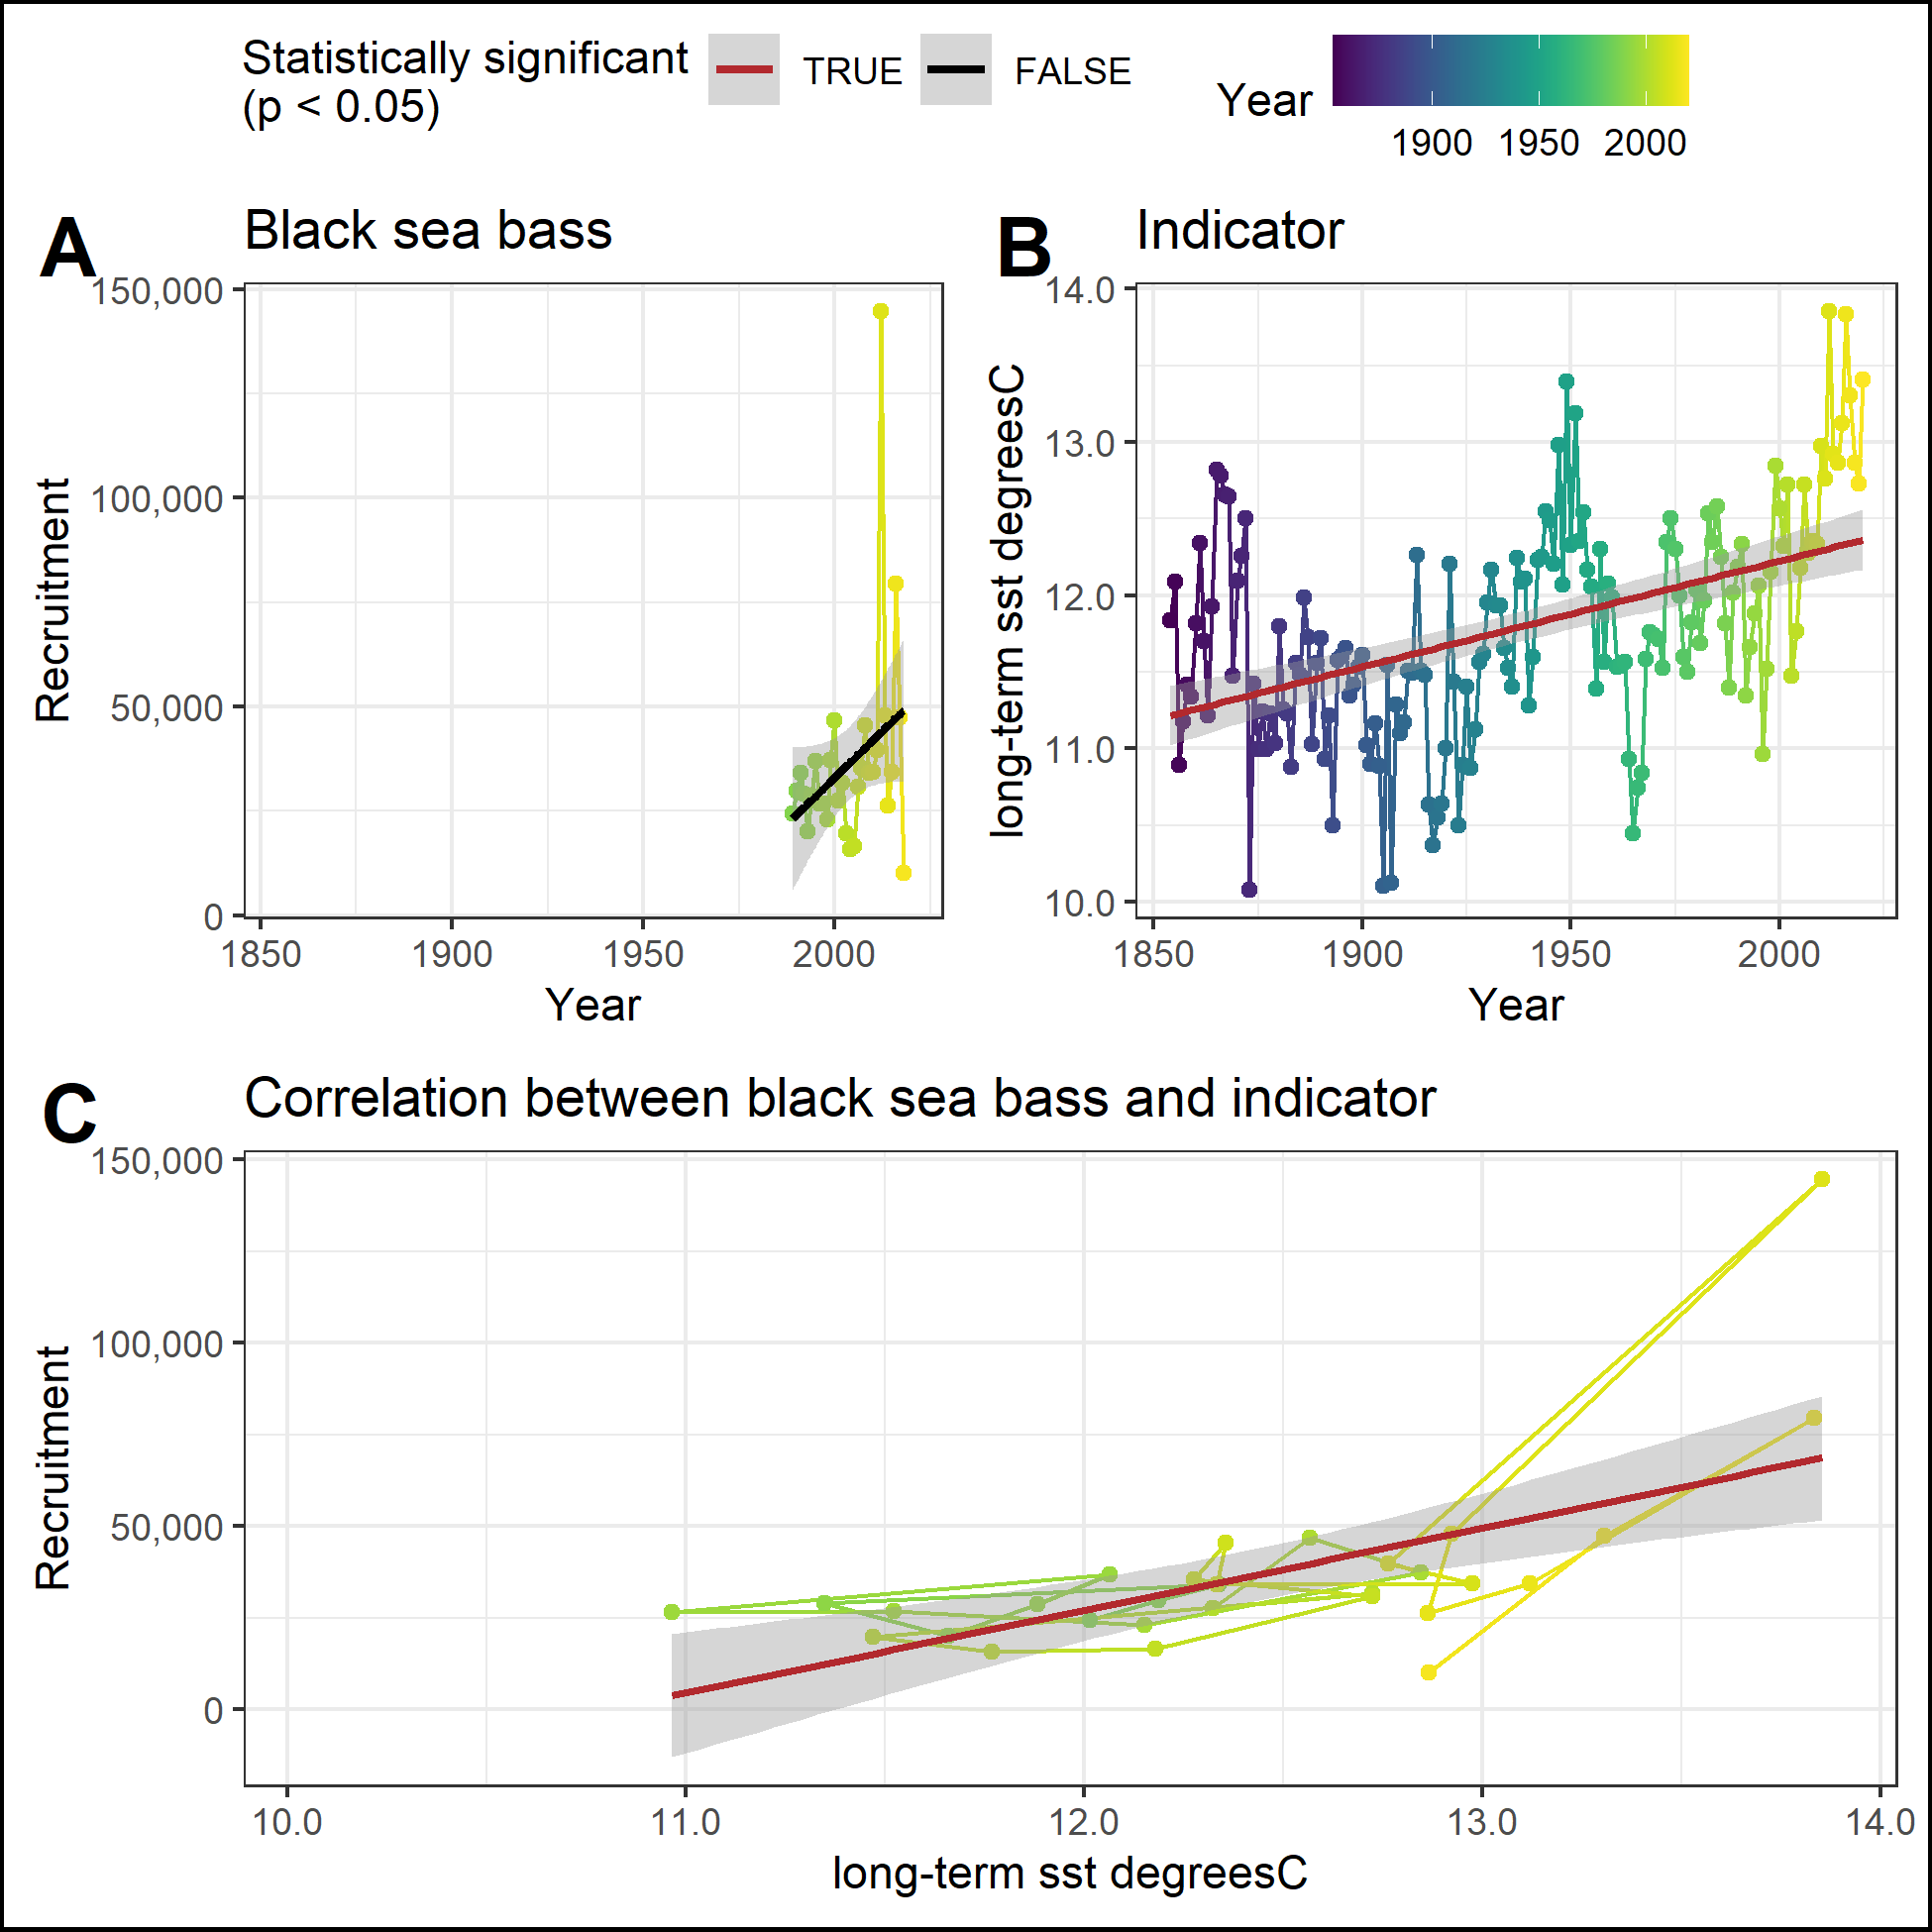 Statistically significant
(p < 0.05)
TRUE
FALSE
Year
1900
1950
2000
A
Black sea bass
150,000
100,000
50,000
0
Recruitment
1850
1900
1950
2000
Year
B
Indicator
14.0
13.0
12.0
11.0
10.0
long-term sst degreesC
1850
1900
1950
2000
Year
C
Correlation between black sea bass and indicator
150,000
100,000
50,000
0
Recruitment
10.0
11.0
12.0
13.0
14.0
long-term sst degreesC